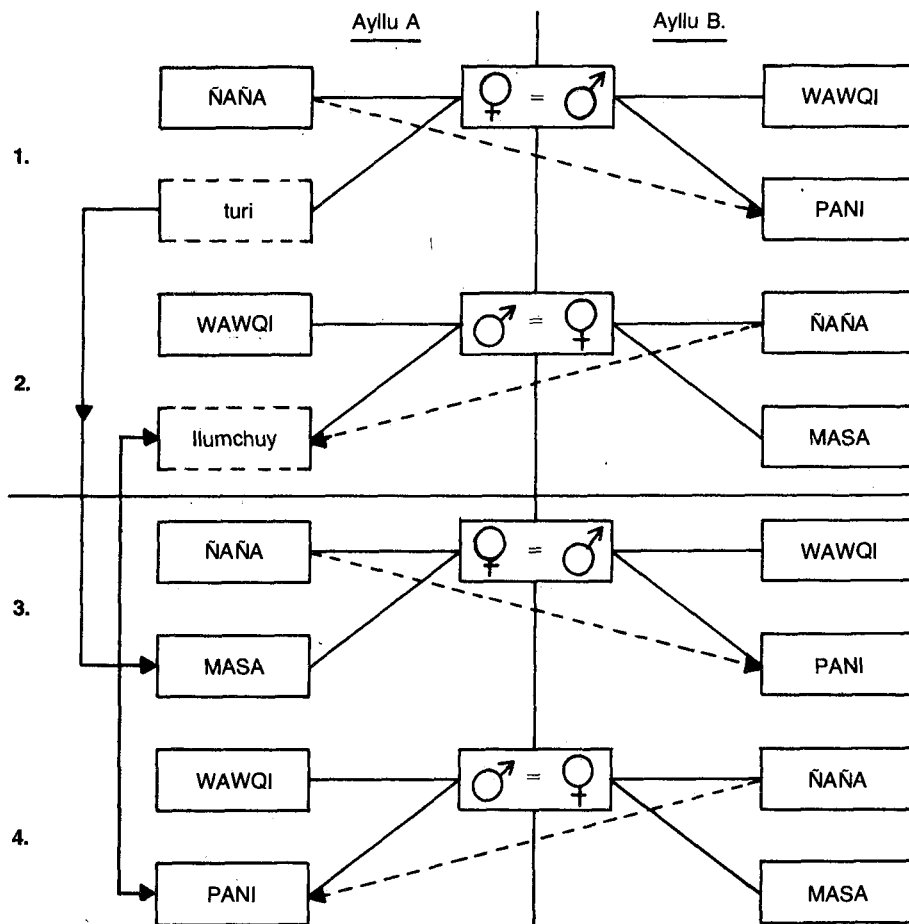 Ayllu A
Ayllu B.
ÑAÑA
♀ = ♂
WAWQI
1.
turi
PANI
WAWQI
♂ = ♀
ÑAÑA
2.
llumchuy
MASA
ÑAÑA
♀ = ♂
WAWQI
3.
MASA
PANI
WAWQI
♂ = ♀
ÑAÑA
4.
PANI
MASA